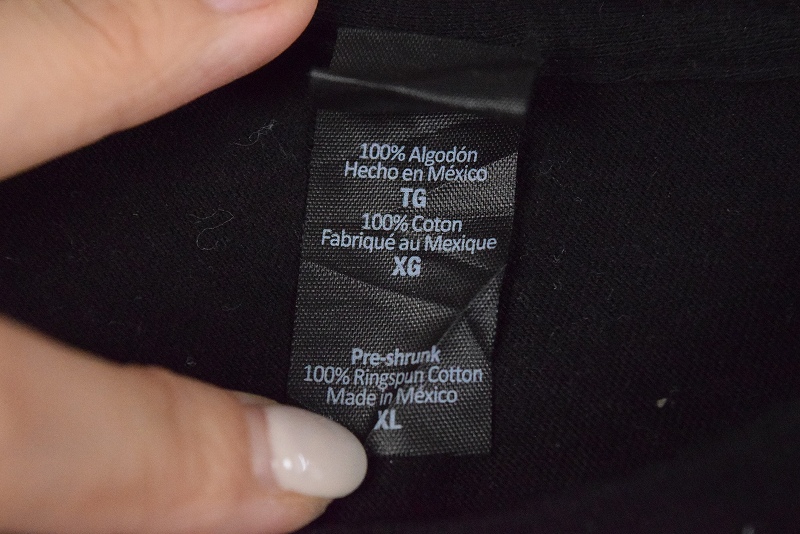 100% Algodón
Hecho en México
TG
100% Coton
Fabriqué au Mexique
XG
Pre-shrunk
100% Ringspun Cotton
Made in México
XL